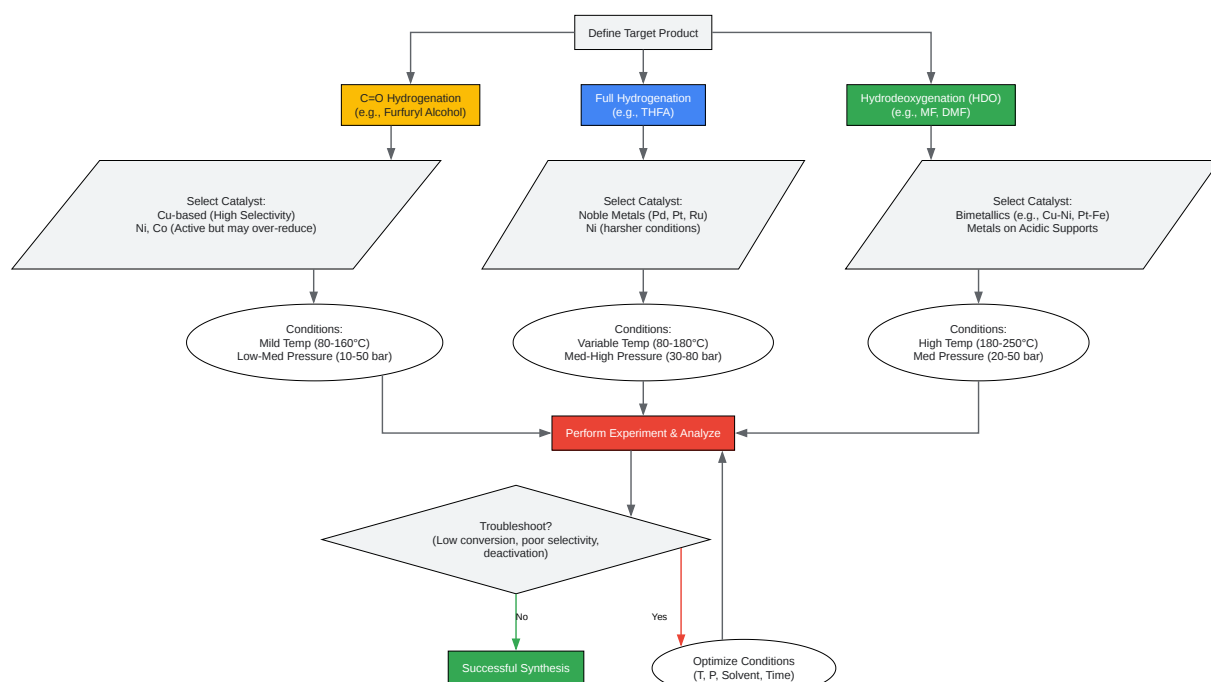 Define Target Product
C=O Hydrogenation
(e.g., Furfuryl Alcohol)
Full Hydrogenation
(e.g., THFA)
Hydrodeoxygenation (HDO)
(e.g., MF, DMF)
Select Catalyst:
Cu-based (High Selectivity)
Ni, Co (Active but may over-reduce)
Select Catalyst:
Noble Metals (Pd, Pt, Ru)
Ni (harsher conditions)
Select Catalyst:
Bimetallics (e.g., Cu-Ni, Pt-Fe)
Metals on Acidic Supports
Conditions:
Mild Temp (80-160°C)
Low-Med Pressure (10-50 bar)
Conditions:
Variable Temp (80-180°C)
Med-High Pressure (30-80 bar)
Conditions:
High Temp (180-250°C)
Med Pressure (20-50 bar)
Perform Experiment & Analyze
Troubleshoot?
(Low conversion, poor selectivity,
deactivation)
No
Yes
Successful Synthesis
Optimize Conditions
(T, P, Solvent, Time)